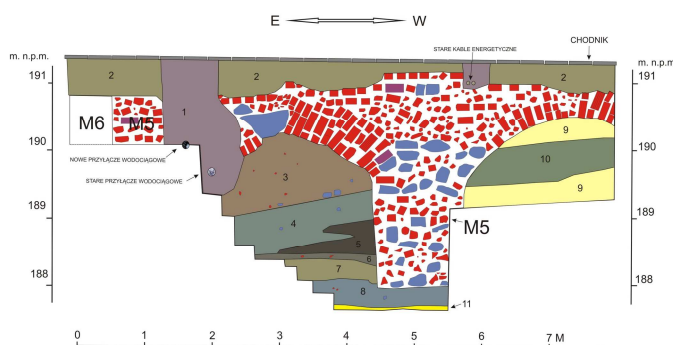 E W
CHODNIK
STARE KABLE ENERGETYCZNE
m. n.p.m. m. n.p.m.
191 2 2 2 191
1
M6 M5
9
190 190
NOWE PRZYŁĄCZE WODOCIĄGOWE
10
3
STARE PRZYŁĄCZE WODOCIĄGOWE
9
189 189
4 M5
5
6
7
188 188
8
11
0 1 2 3 4 5 6 7 M